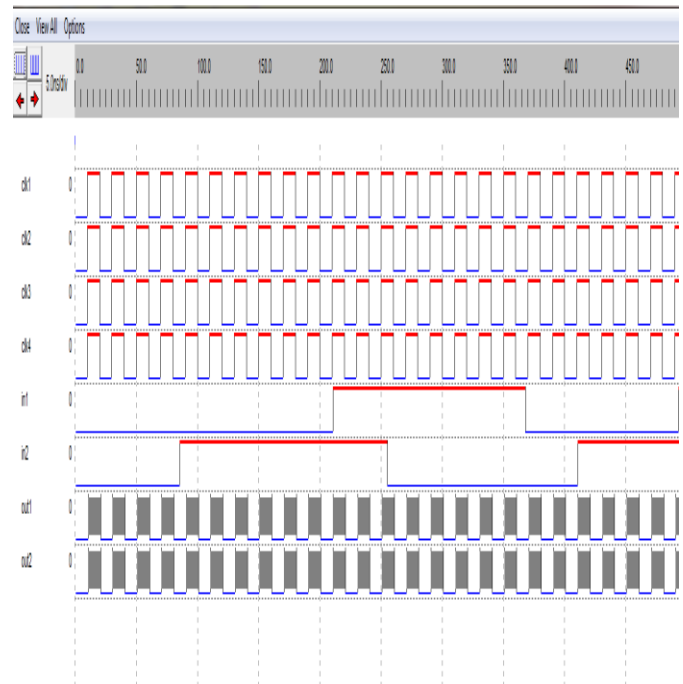 Close View All Options
5.0ns/div
0.0 50.0 100.0 150.0 200.0 250.0 300.0 350.0 400.0 450.0
clk1 0
clk2 0
clk3 0
clk4 0
in1 0
in2 0
out1 0
out2 0